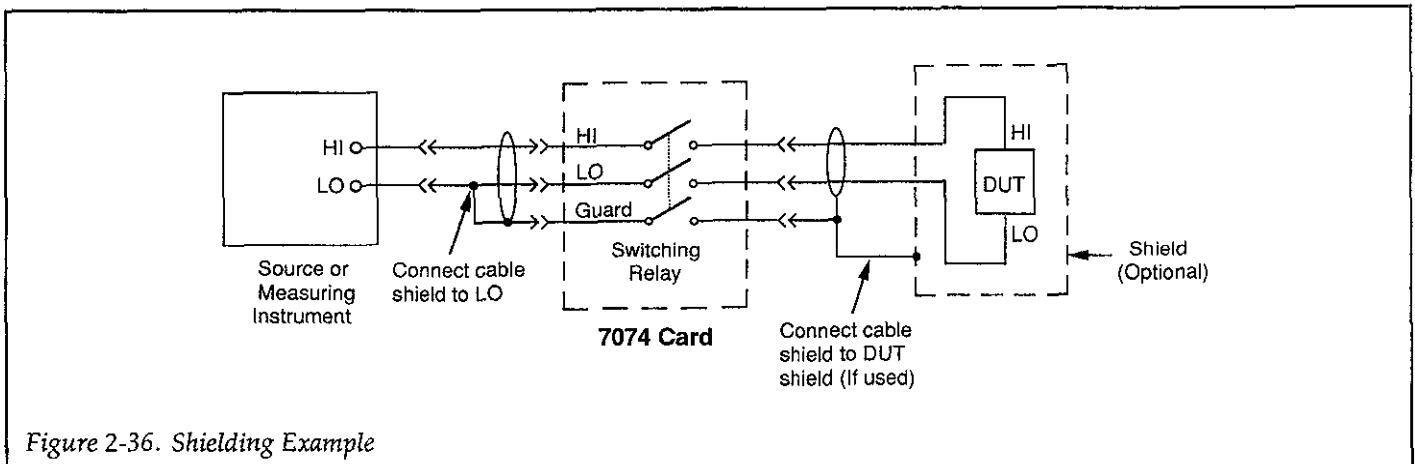 HI
LO
Source or
Measuring
Instrument
Connect cable
shield to LO
HI
LO
Guard
Switching
Relay
7074 Card
Connect cable
shield to DUT
shield (If used)
HI
DUT
LO
Shield
(Optional)
Figure 2-36. Shielding Example